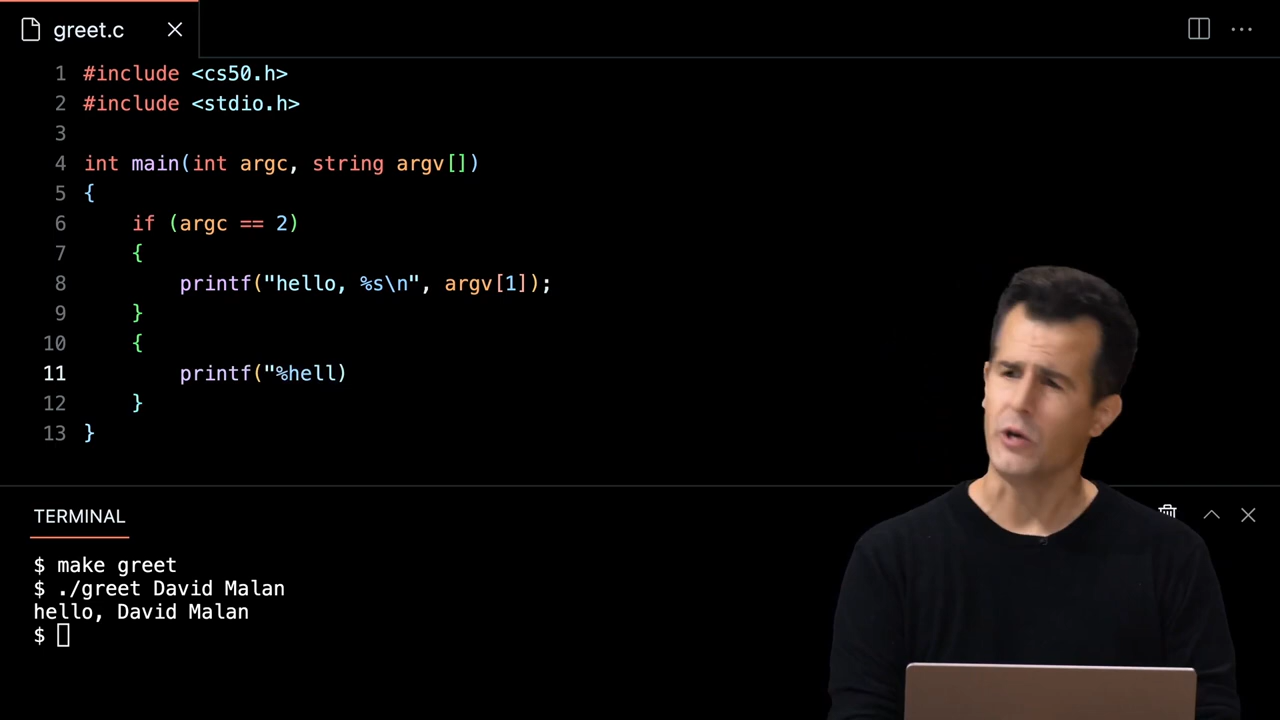 greet.c
1 #include <cs50.h>
2 #include <stdio.h>
3
4 int main(int argc, string argv[])
5 {
6     if (argc == 2)
7     {
8         printf("hello, %s\n", argv[1]);
9     }
10     {
11         printf("%hell)
12     }
13 }
TERMINAL
$ make greet
$ ./greet David Malan
hello, David Malan
$